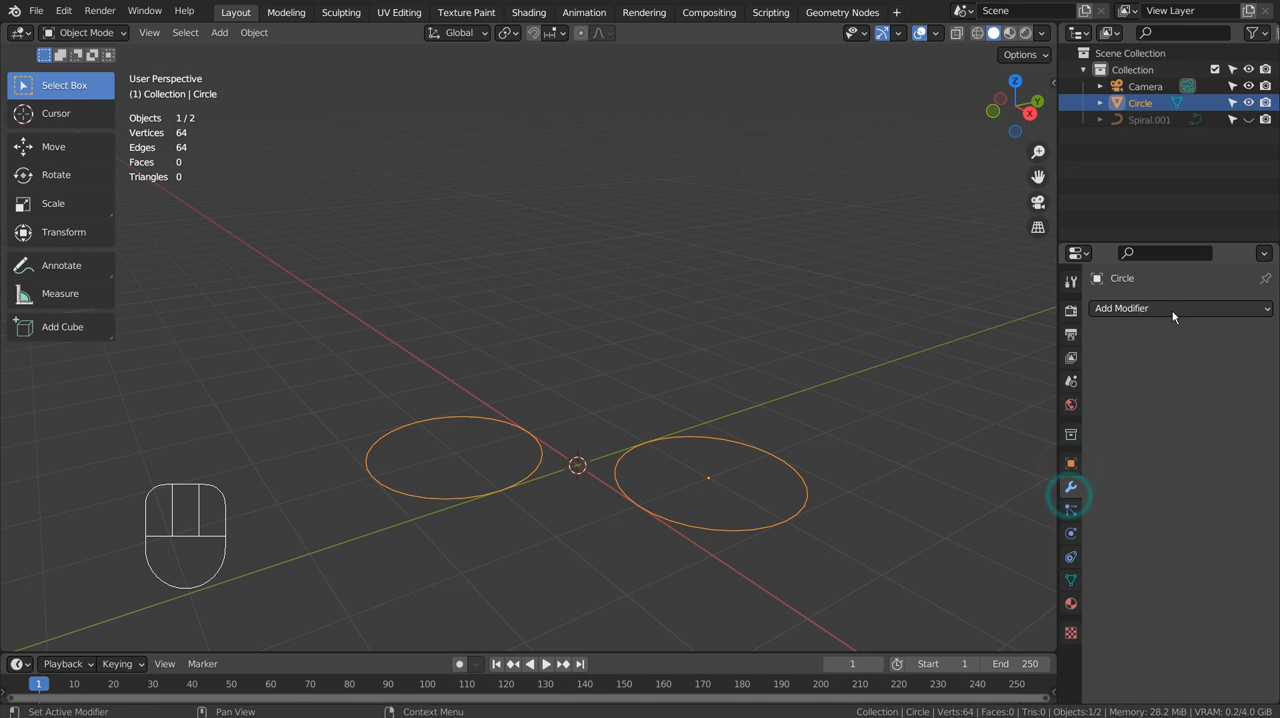 File Edit Render Window Help Layout Modeling Sculpting UV Editing Texture Paint Shading Animation Rendering Compositing Scripting Geometry Nodes + Scene View Layer
Object Mode View Select Add Object Global
Options
Select Box
Cursor
Move
Rotate
Scale
Transform
Annotate
Measure
Add Cube
User Perspective
(1) Collection | Circle
Objects 1 / 2
Vertices 64
Edges 64
Faces 0
Triangles 0
Z
Y
X
Scene Collection
Collection
Camera
Circle
Spiral.001
Circle
Add Modifier
Playback Keying View Marker 1 Start 1 End 250
1 10 20 30 40 50 60 70 80 90 100 110 120 130 140 150 160 170 180 190 200 210 220 230 240 250
Set Active Modifier Pan View Context Menu Collection | Circle | Verts:64 | Faces:0 | Tris:0 | Objects:1/2 | Memory: 28.2 MiB | VRAM: 0.2/4.0 GiB